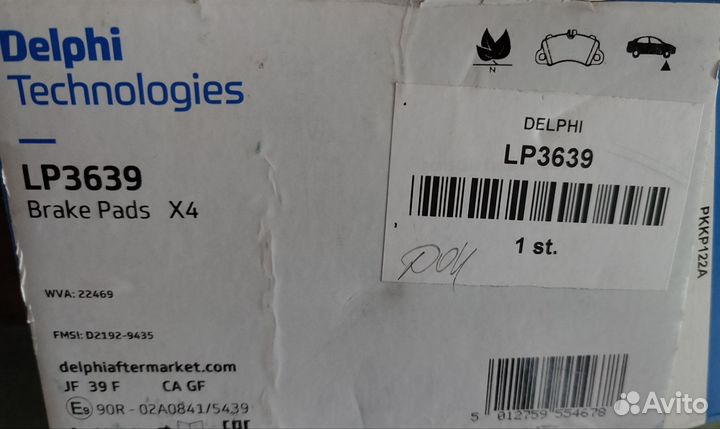 Delphi
Technologies
LP3639
Brake Pads X4
WVA: 22469
FMSI: D2192-9435
delphiaftermarket.com
JF 39 F CA GF
E9 90R - 02A0841/5439
N
DELPHI
LP3639
1 st.
PKKP122A
5 012759 554678
Avito